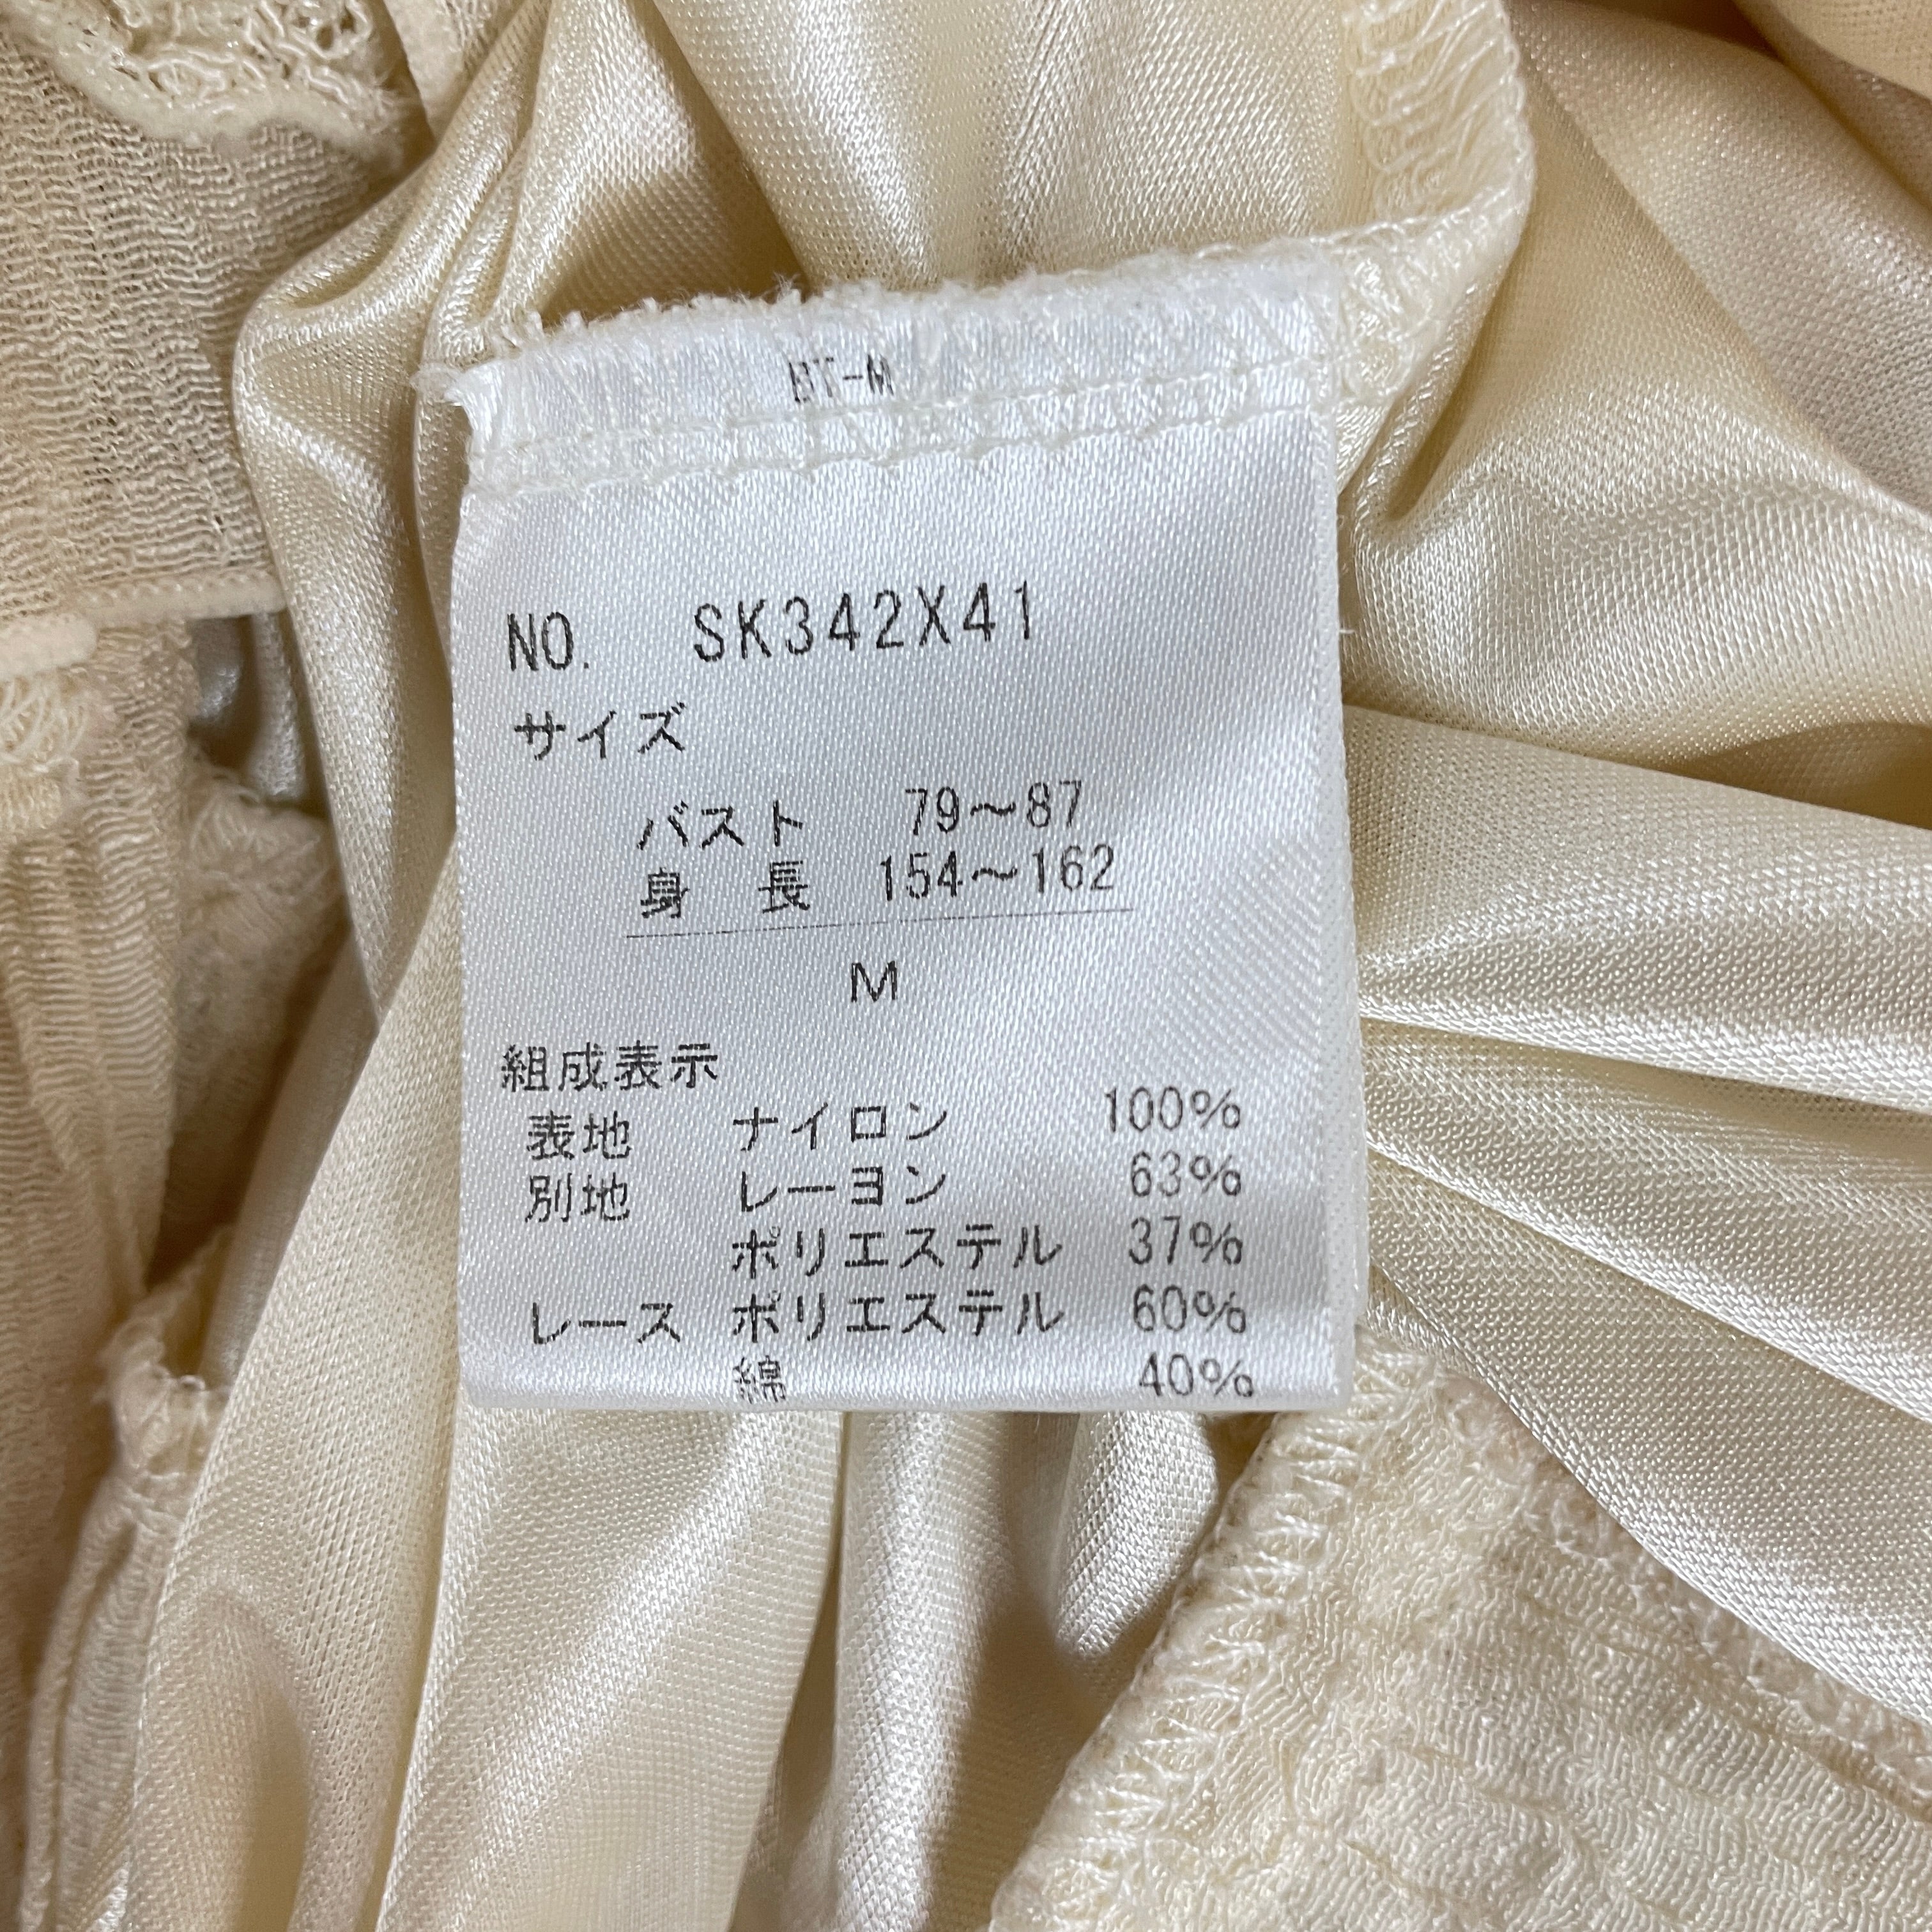 NO. SK342X41
サイズ
バスト 79～87
身 長 154～162
M
組成表示
表地 ナイロン 100%
別地 レーヨン 63%
ポリエステル 37%
レース ポリエステル 60%
綿 40%